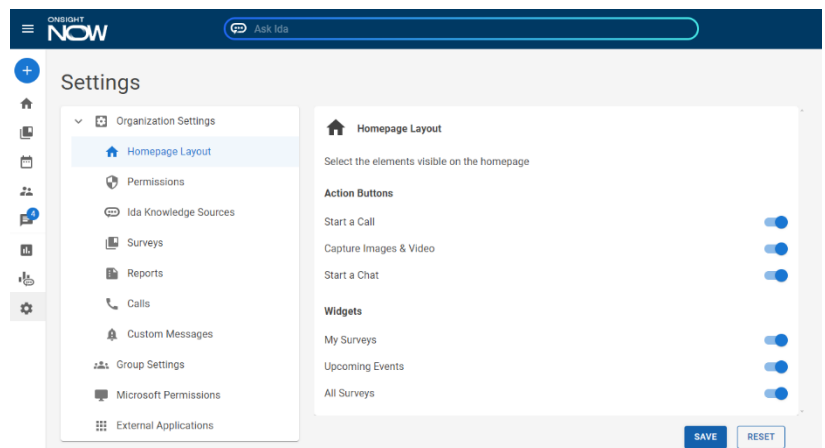 ONSIGHT
NOW
Ask Ida
Settings
4
Organization Settings
Homepage Layout
Permissions
Ida Knowledge Sources
Surveys
Reports
Calls
Custom Messages
Group Settings
Microsoft Permissions
External Applications
Homepage Layout
Select the elements visible on the homepage
Action Buttons
Start a Call
Capture Images & Video
Start a Chat
Widgets
My Surveys
Upcoming Events
All Surveys
SAVE
RESET